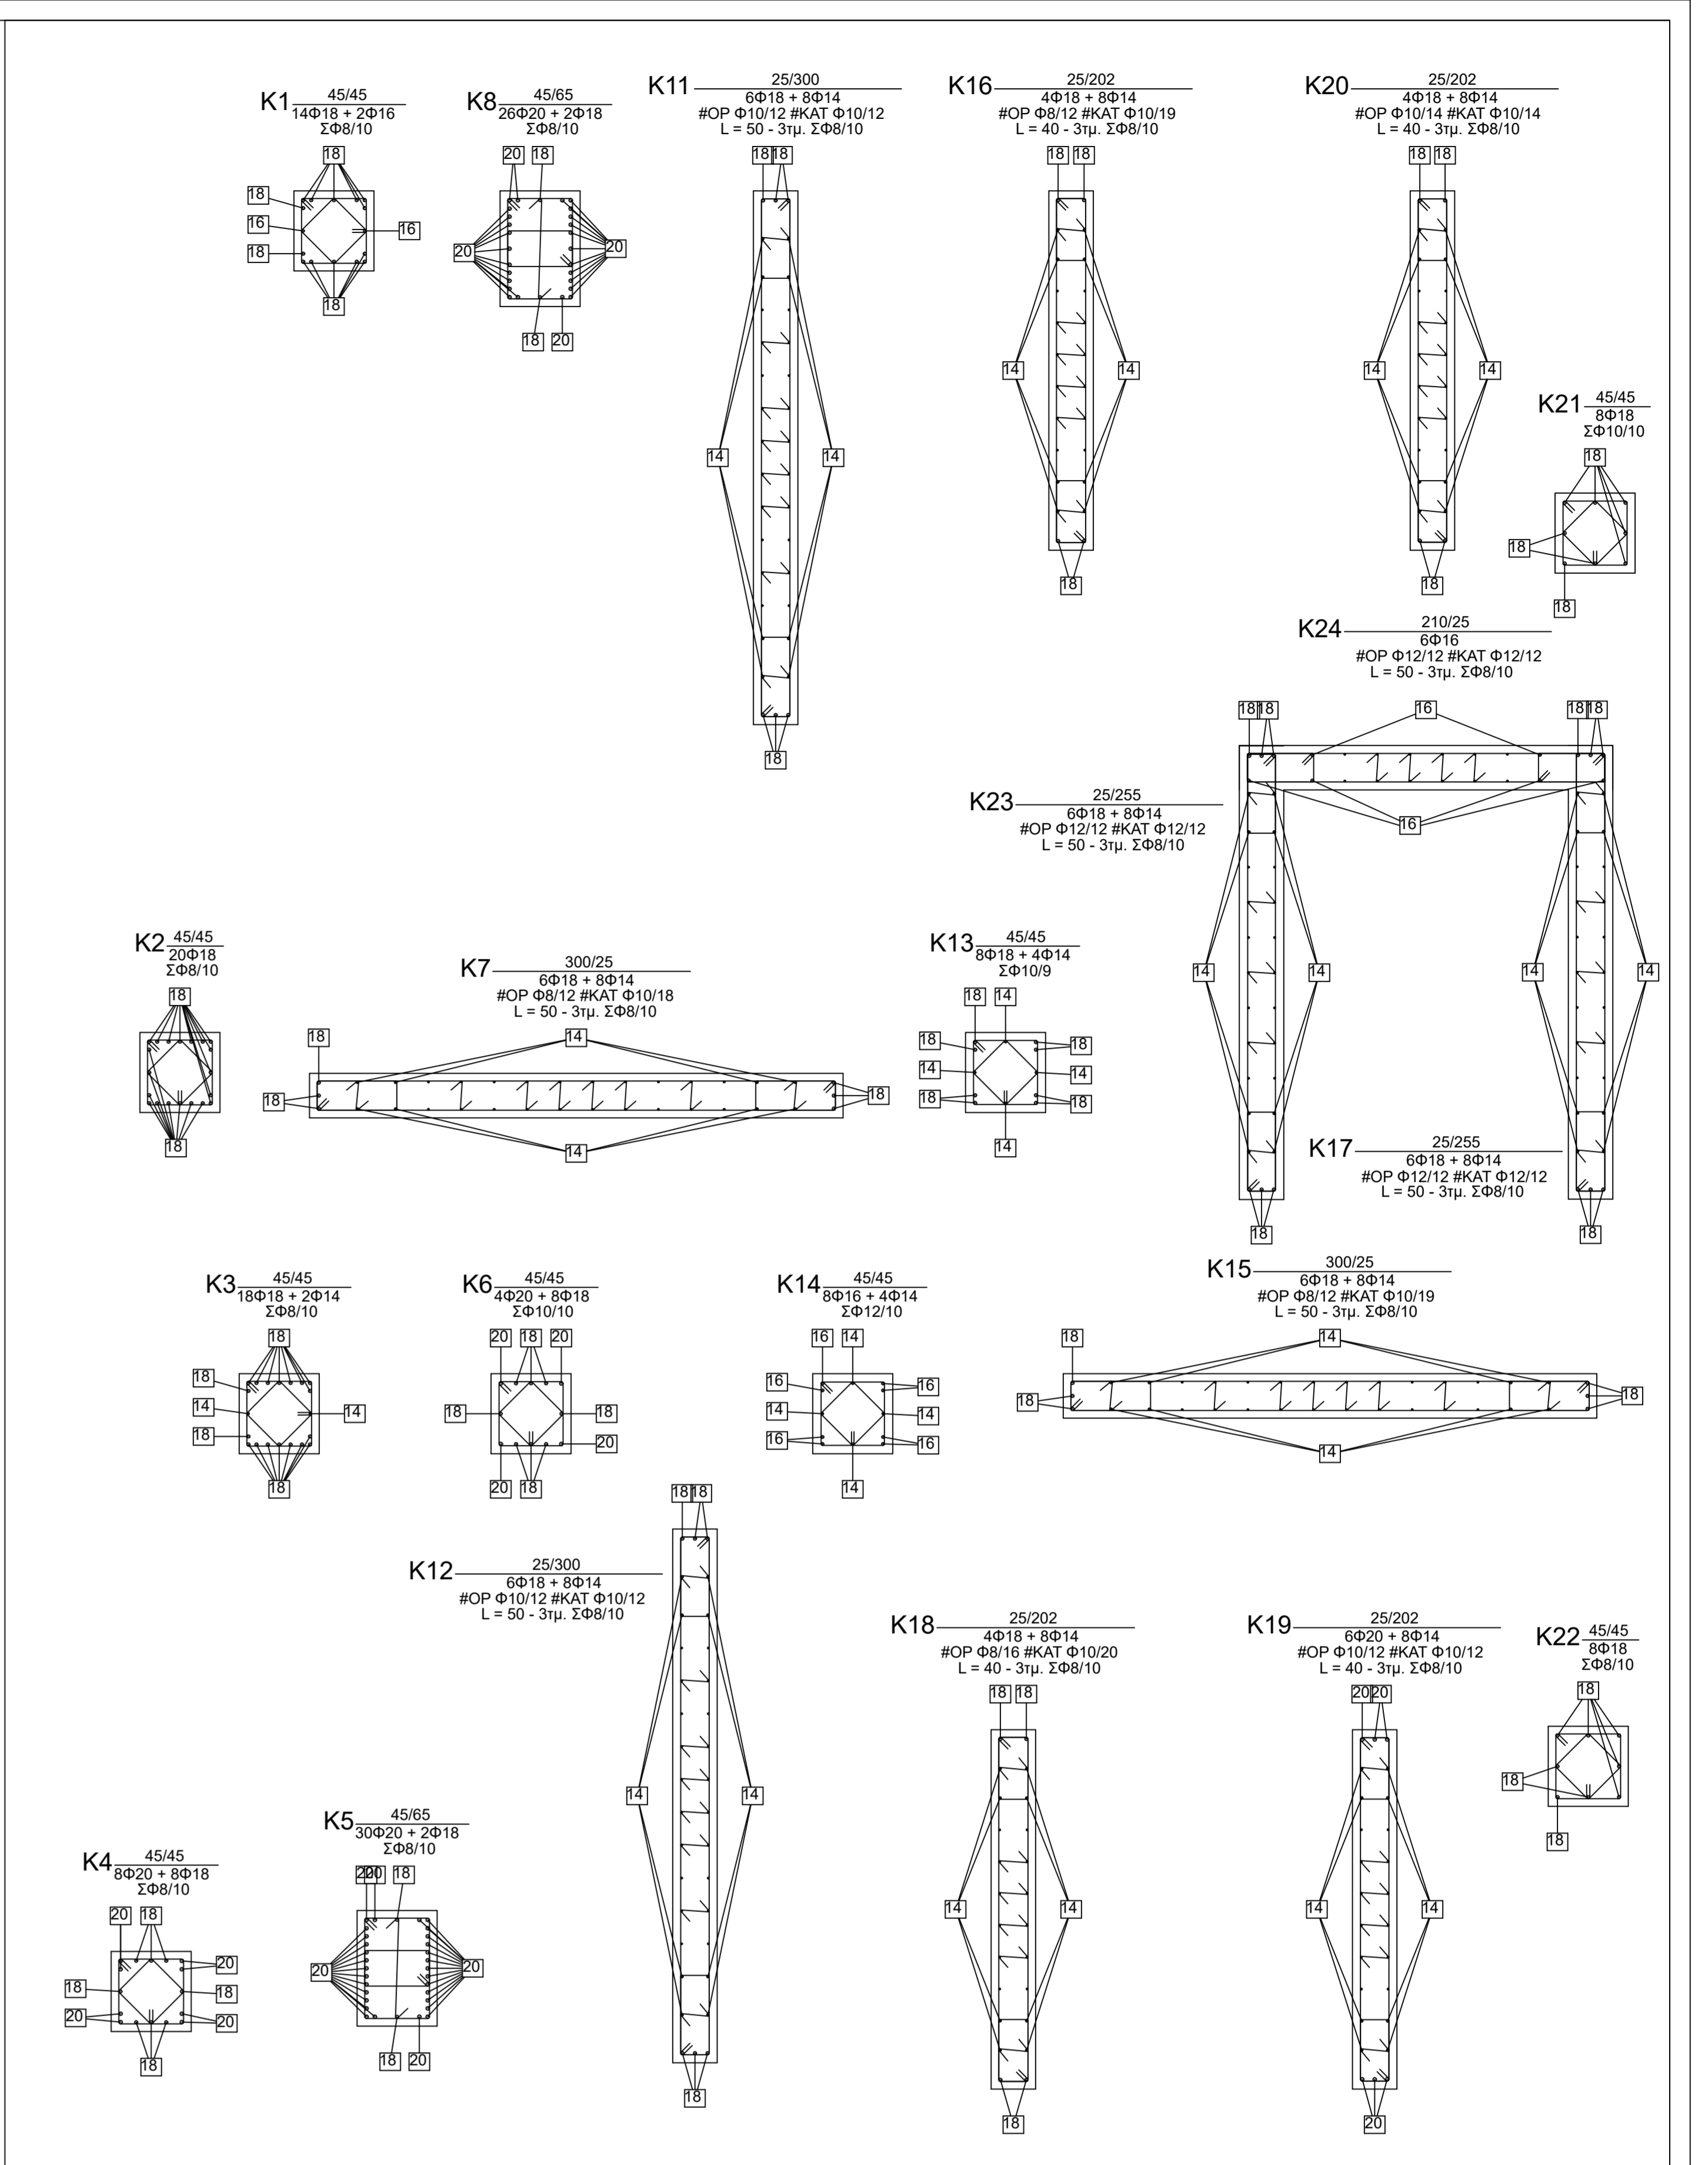 K1 45/45
14Φ18 + 2Φ16
ΣΦ8/10
18
18
16
18
16
18
K8 45/65
26Φ20 + 2Φ18
ΣΦ8/10
20 18
20
20
18 20
K11 25/300
6Φ18 + 8Φ14
#ΟΡ Φ10/12 #ΚΑΤ Φ10/12
L = 50 - 3τμ. ΣΦ8/10
18 18
14 14
18
K16 25/202
4Φ18 + 8Φ14
#ΟΡ Φ8/12 #ΚΑΤ Φ10/19
L = 40 - 3τμ. ΣΦ8/10
18 18
14 14
18
K20 25/202
4Φ18 + 8Φ14
#ΟΡ Φ10/14 #ΚΑΤ Φ10/14
L = 40 - 3τμ. ΣΦ8/10
18 18
14 14
18
K21 45/45
8Φ18
ΣΦ10/10
18
18
18
K24 210/25
6Φ16
#ΟΡ Φ12/12 #ΚΑΤ Φ12/12
L = 50 - 3τμ. ΣΦ8/10
18 18 16 18 18
16
K23 25/255
6Φ18 + 8Φ14
#ΟΡ Φ12/12 #ΚΑΤ Φ12/12
L = 50 - 3τμ. ΣΦ8/10
14 14 14 14
K17 25/255
6Φ18 + 8Φ14
#ΟΡ Φ12/12 #ΚΑΤ Φ12/12
L = 50 - 3τμ. ΣΦ8/10
18 18
K2 45/45
20Φ18
ΣΦ8/10
18
18
K7 300/25
6Φ18 + 8Φ14
#ΟΡ Φ8/12 #ΚΑΤ Φ10/18
L = 50 - 3τμ. ΣΦ8/10
18 14
18 18
14
K13 45/45
8Φ18 + 4Φ14
ΣΦ10/9
18 14
18 18
14 14
18 18
14
K3 45/45
18Φ18 + 2Φ14
ΣΦ8/10
18
18
14 14
18
18
K6 45/45
4Φ20 + 8Φ18
ΣΦ10/10
20 18 20
18 18
20
20 18
K14 45/45
8Φ16 + 4Φ14
ΣΦ12/10
16 14
16 16
14 14
16 16
14
K15 300/25
6Φ18 + 8Φ14
#ΟΡ Φ8/12 #ΚΑΤ Φ10/19
L = 50 - 3τμ. ΣΦ8/10
18 14
18 18
14
K12 25/300
6Φ18 + 8Φ14
#ΟΡ Φ10/12 #ΚΑΤ Φ10/12
L = 50 - 3τμ. ΣΦ8/10
18 18
14 14
18
K18 25/202
4Φ18 + 8Φ14
#ΟΡ Φ8/16 #ΚΑΤ Φ10/20
L = 40 - 3τμ. ΣΦ8/10
18 18
14 14
18
K19 25/202
6Φ20 + 8Φ14
#ΟΡ Φ10/12 #ΚΑΤ Φ10/12
L = 40 - 3τμ. ΣΦ8/10
20 20
14 14
20
K22 45/45
8Φ18
ΣΦ8/10
18
18
18
K4 45/45
8Φ20 + 8Φ18
ΣΦ8/10
20 18
20
18 18
20 20
18
K5 45/65
30Φ20 + 2Φ18
ΣΦ8/10
20 20 18
20 20
18 20